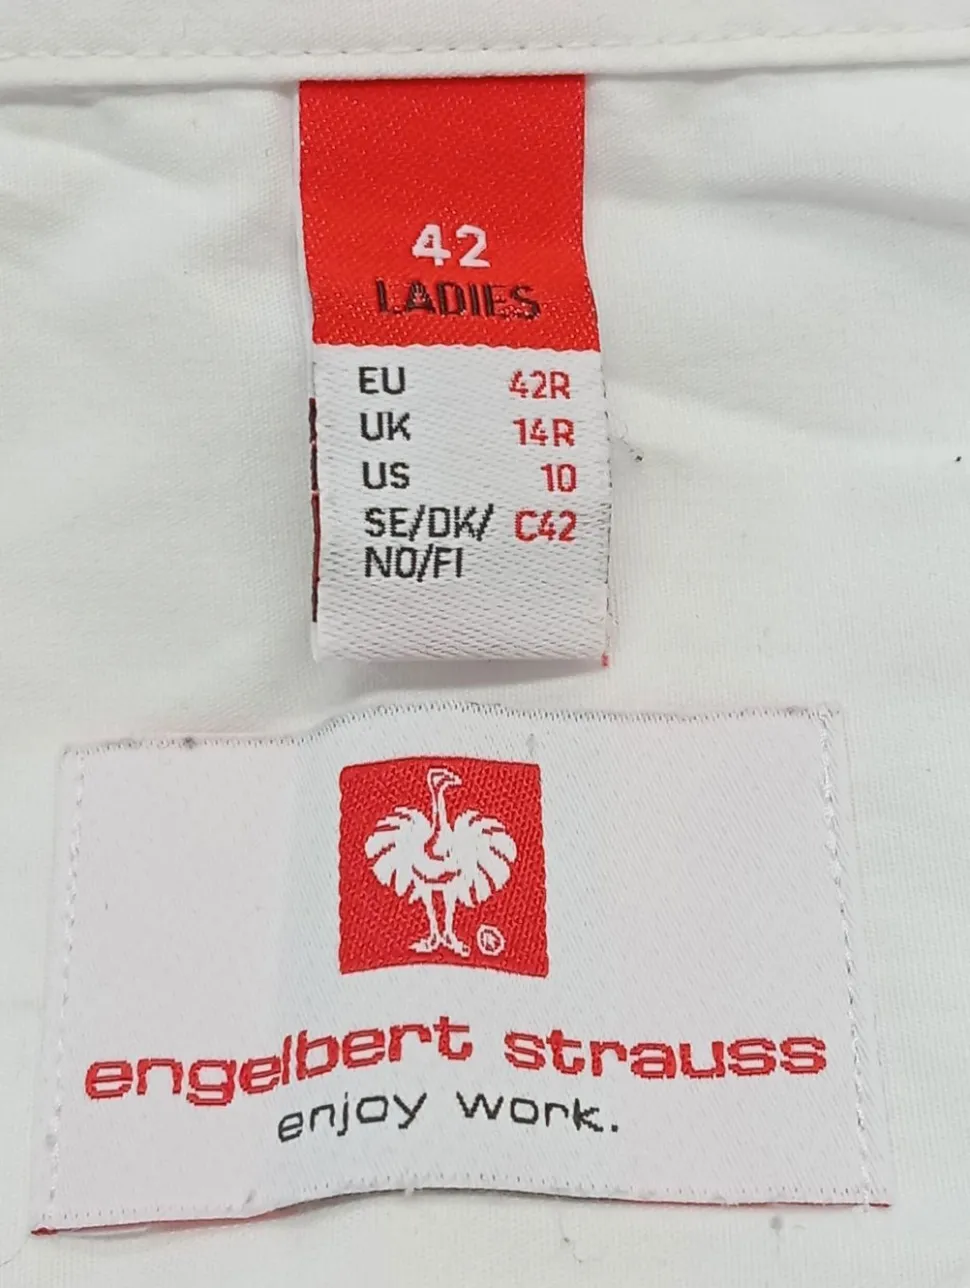 42
LADIES
EU 42R
UK 14R
US 10
SE/DK/ C42
NO/FI
®
engelbert strauss
enjoy work.